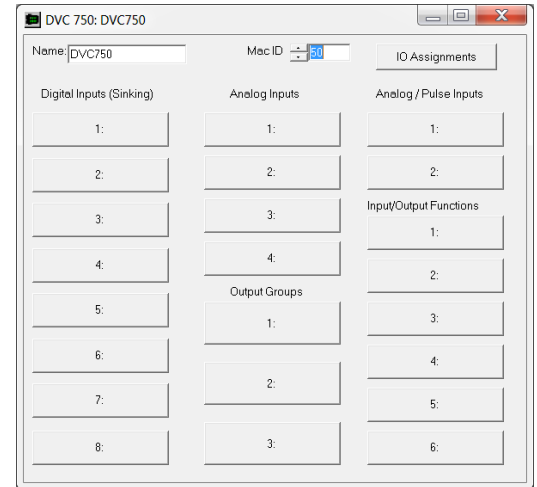 DVC 750: DVC750
Name: DVC750 Mac ID 50 IO Assignments
Digital Inputs (Sinking) Analog Inputs Analog / Pulse Inputs
1: 1: 1:
2: 2: 2:
3: 3: Input/Output Functions
4: 4: 1:
Output Groups 2:
5: 1: 3:
6: 2: 4:
7: 5:
8: 3: 6: